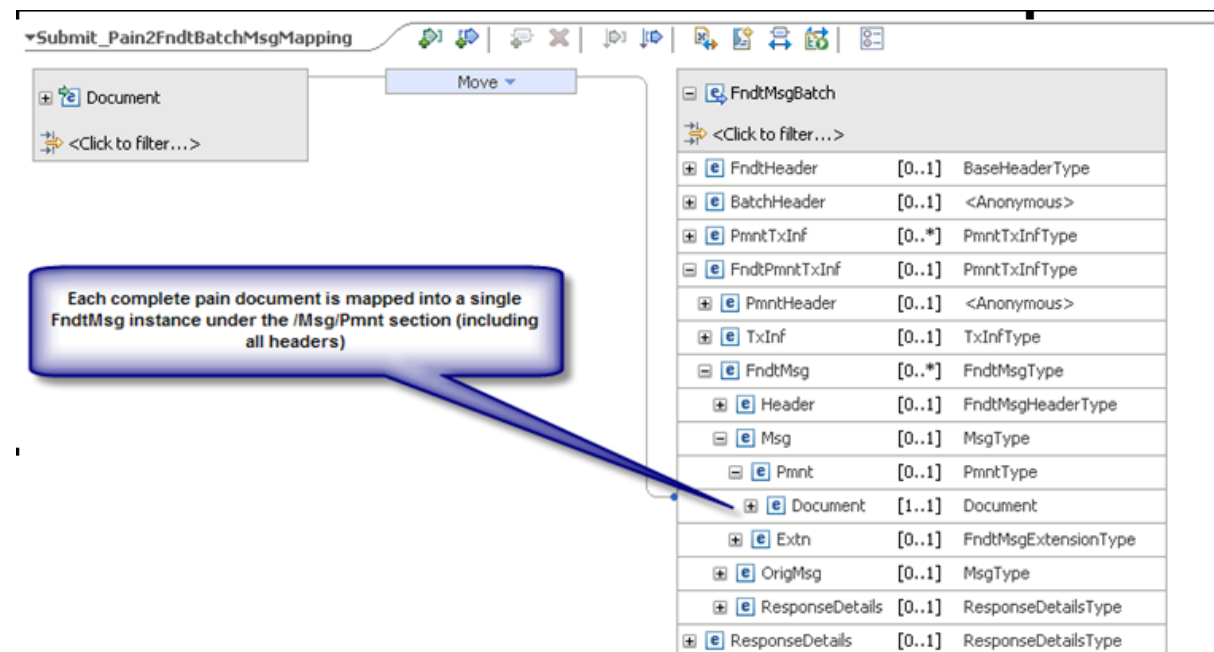 Submit_Pain2FndtBatchMsgMapping
Document
<Click to filter...>
Move
FndtMsgBatch
<Click to filter...>
FndtHeader [0..1] BaseHeaderType
BatchHeader [0..1] <Anonymous>
PmntTxInf [0..*] PmntTxInfType
FndtPmntTxInf [0..1] PmntTxInfType
PmntHeader [0..1] <Anonymous>
TxInf [0..1] TxInfType
FndtMsg [0..*] FndtMsgType
Header [0..1] FndtMsgHeaderType
Msg [0..1] MsgType
Pmnt [0..1] PmntType
Document [1..1] Document
Extn [0..1] FndtMsgExtensionType
OrigMsg [0..1] MsgType
ResponseDetails [0..1] ResponseDetailsType
ResponseDetails [0..1] ResponseDetailsType
Each complete pain document is mapped into a single
FndtMsg instance under the /Msg/Pmnt section (including
all headers)